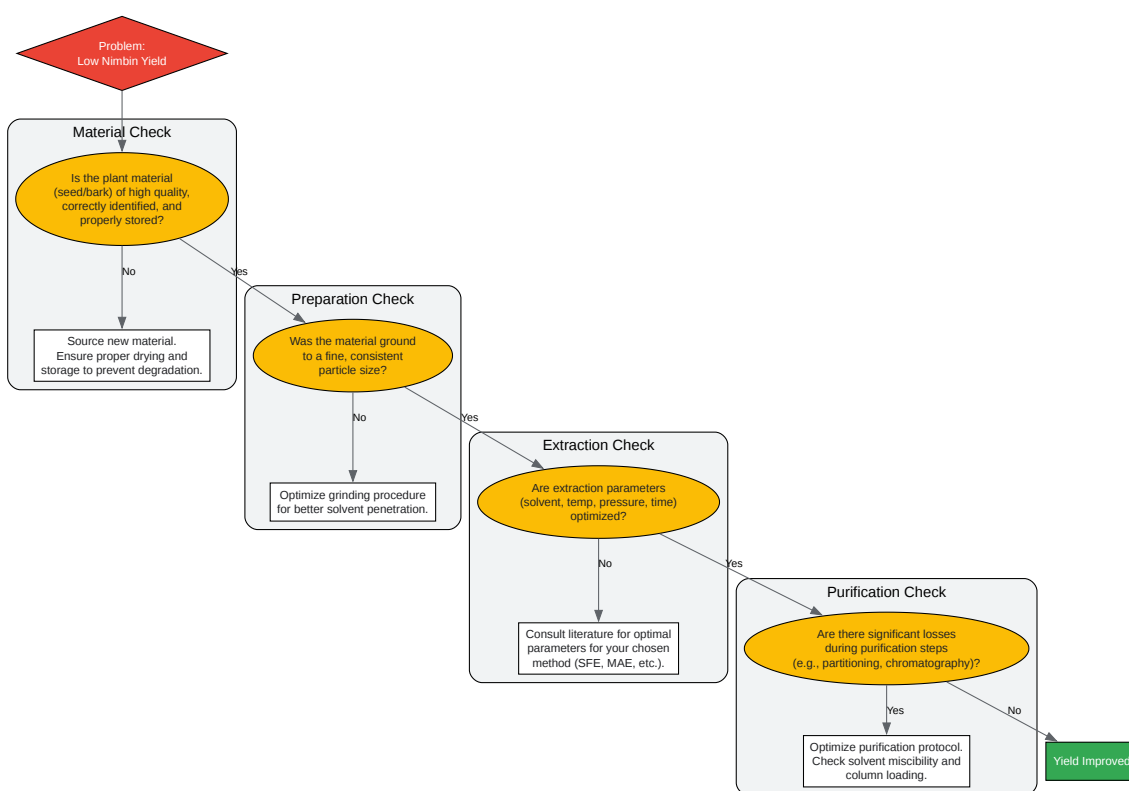 Problem:
Low Nimbin Yield
Material Check
Is the plant material
(seed/bark) of high quality,
correctly identified, and
properly stored?
No
Yes
Source new material.
Ensure proper drying and
storage to prevent degradation.
Preparation Check
Was the material ground
to a fine, consistent
particle size?
No
Yes
Optimize grinding procedure
for better solvent penetration.
Extraction Check
Are extraction parameters
(solvent, temp, pressure, time)
optimized?
No
Yes
Consult literature for optimal
parameters for your chosen
method (SFE, MAE, etc.).
Purification Check
Are there significant losses
during purification steps
(e.g., partitioning, chromatography)?
Yes
No
Optimize purification protocol.
Check solvent miscibility and
column loading.
Yield Improved